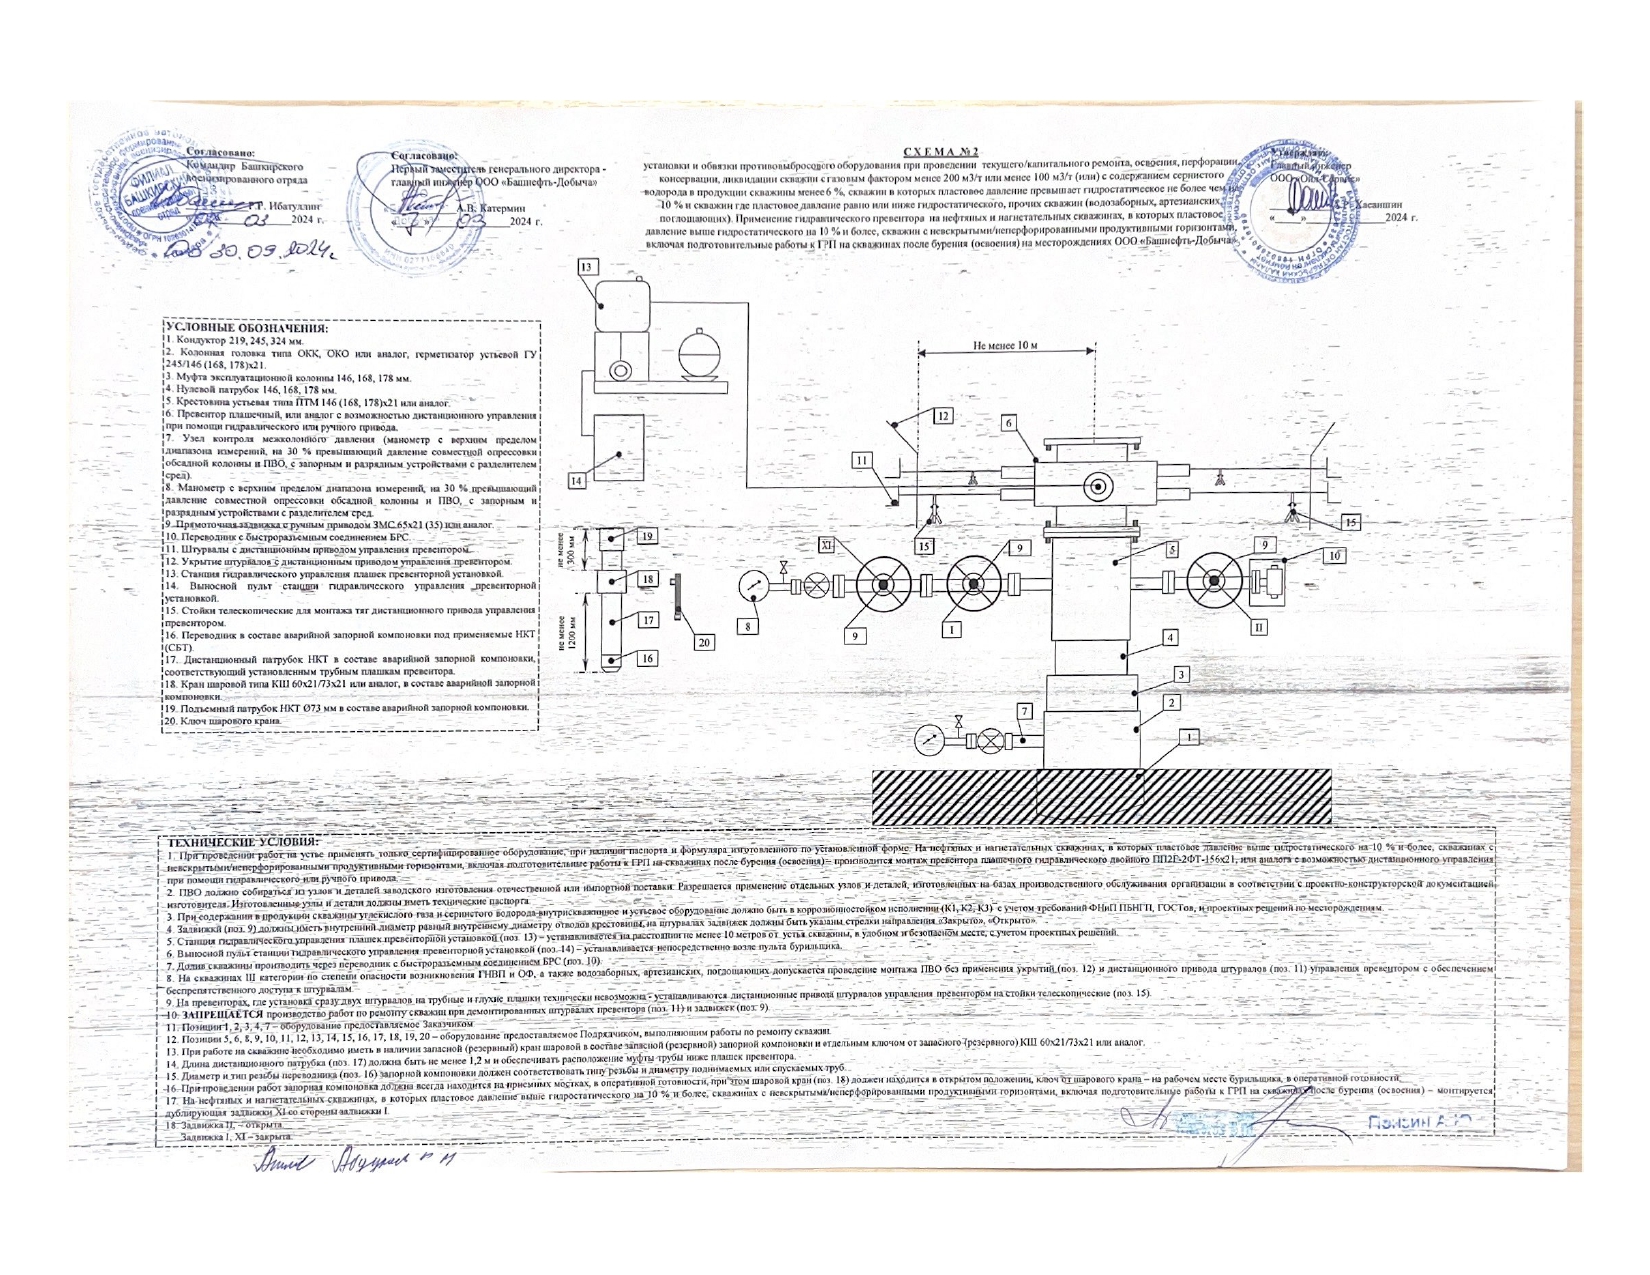 Согласовано:
Командир Башкирского
военизированного отряда
Г.Г. Ибатуллин
03 2024 г.
до 30.09.2024г
Согласовано:
Первый заместитель генерального директора -
главный инженер ООО «Башнефть-Добыча»
А.В. Катермин
03 2024 г.
СХЕМА №2
установки и обвязки противовыбросового оборудования при проведении текущего/капитального ремонта, освоения, перфорации,
консервации, ликвидации скважин с газовым фактором менее 200 м3/т или менее 100 м3/т (или) с содержанием сернистого
водорода в продукции скважины менее 6 %, скважин в которых пластовое давление превышает гидростатическое не более чем
10 % и скважин где пластовое давление равно или ниже гидростатического, прочих скважин (водозаборных, артезианских,
поглощающих). Применение гидравлического превентора на нефтяных и нагнетательных скважинах, в которых пластовое
давление выше гидростатического на 10 % и более, скважин с невскрытыми/неперфорированными продуктивными горизонтами,
включая подготовительные работы к ГРП на скважинах после бурения (освоения) на месторождениях ООО «Башнефть-Добыча»
Утверждаю:
Главный инженер
ООО «Ойл-Сервис»
Хасаншин
2024 г.
УСЛОВНЫЕ ОБОЗНАЧЕНИЯ:
1. Кондуктор 219, 245, 324 мм.
2. Колонная головка типа ОКК, ОКО или аналог, герметизатор устьевой ГУ
245/146 (168, 178)х21.
3. Муфта эксплуатационной колонны 146, 168, 178 мм.
4. Нулевой патрубок 146, 168, 178 мм.
5. Крестовина устьевая типа ПТМ 146 (168, 178)х21 или аналог.
6. Превентор плашечный, или аналог с возможностью дистанционного управления
при помощи гидравлического или ручного привода.
7. Узел контроля межколонного давления (манометр с верхним пределом
диапазона измерений, на 30 % превышающий давление совместной опрессовки
обсадной колонны и ПВО, с запорным и разрядным устройствами с разделителем
сред).
8. Манометр с верхним пределом диапазона измерений, на 30 % превышающий
давление совместной опрессовки обсадной колонны и ПВО, с запорным и
разрядным устройствами с разделителем сред.
9. Прямоточная задвижка с ручным приводом ЗМС 65х21 (35) или аналог.
10. Переводник с быстроразъемным соединением БРС.
11. Штурвалы с дистанционным приводом управления превентором.
12. Укрытие штурвалов с дистанционным приводом управления превентором.
13. Станция гидравлического управления плашек превенторной установкой.
14. Выносной пульт станции гидравлического управления превенторной
установкой.
15. Стойки телескопические для монтажа тяг дистанционного привода управления
превентором.
16. Переводник в составе аварийной запорной компоновки под применяемые НКТ
(СБТ).
17. Дистанционный патрубок НКТ в составе аварийной запорной компоновки,
соответствующий установленным трубным плашкам превентора.
18. Кран шаровой типа КШ 60х21/73х21 или аналог, в составе аварийной запорной
компоновки.
19. Подъемный патрубок НКТ Ø73 мм в составе аварийной запорной компоновки.
20. Ключ шарового крана.
13
14
Не менее 10 м
12
6
11
15
15
не менее
300 мм
19
18
не менее
1200 мм
17
16
20
XI
9
5
9
10
8
9
I
II
4
3
2
7
1
ТЕХНИЧЕСКИЕ УСЛОВИЯ:
1. При проведении работ на устье применять только сертифицированное оборудование, при наличии паспорта и формуляра изготовленного по установленной форме. На нефтяных и нагнетательных скважинах, в которых пластовое давление выше гидростатического на 10 % и более, скважинах с
невскрытыми/неперфорированными продуктивными горизонтами, включая подготовительные работы к ГРП на скважинах после бурения (освоения) – производится монтаж превентора плашечного гидравлического двойного ПП2Г-2ФТ-156х21, или аналога с возможностью дистанционного управления
при помощи гидравлического или ручного привода.
2. ПВО должно собираться из узлов и деталей заводского изготовления отечественной или импортной поставки. Разрешается применение отдельных узлов и деталей, изготовленных на базах производственного обслуживания организации в соответствии с проектно-конструкторской документацией
изготовителя. Изготовленные узлы и детали должны иметь технические паспорта.
3. При содержании в продукции скважины углекислого газа и сернистого водорода внутрискважинное и устьевое оборудование должно быть в коррозионностойком исполнении (К1, К2, К3) с учетом требований ФНиП ПБНГП, ГОСТов, и проектных решений по месторождениям.
4. Задвижки (поз. 9) должны иметь внутренний диаметр равный внутреннему диаметру отводов крестовины, на штурвалах задвижек должны быть указаны стрелки направления «Закрыто», «Открыто».
5. Станция гидравлического управления плашек превенторной установкой (поз. 13) – устанавливается на расстоянии не менее 10 метров от устья скважины, в удобном и безопасном месте, с учетом проектных решений.
6. Выносной пульт станции гидравлического управления превенторной установкой (поз. 14) – устанавливается непосредственно возле пульта бурильщика.
7. Долив скважины производить через переводник с быстроразъемным соединением БРС (поз. 10).
8. На скважинах III категории по степени опасности возникновения ГНВП и ОФ, а также водозаборных, артезианских, поглощающих допускается проведение монтажа ПВО без применения укрытий (поз. 12) и дистанционного привода штурвалов (поз. 11) управления превентором с обеспечением
беспрепятственного доступа к штурвалам.
9. На превенторах, где установка сразу двух штурвалов на трубные и глухие плашки технически невозможна - устанавливаются дистанционные привода штурвалов управления превентором на стойки телескопические (поз. 15).
10. ЗАПРЕЩАЕТСЯ производство работ по ремонту скважин при демонтированных штурвалах превентора (поз. 11) и задвижек (поз. 9)
11. Позиции 1, 2, 3, 4, 7 – оборудование предоставляемое Заказчиком
12. Позиции 5, 6, 8, 9, 10, 11, 12, 13, 14, 15, 16, 17, 18, 19, 20 – оборудование предоставляемое Подрядчиком, выполняющим работы по ремонту скважин.
13. При работе на скважине необходимо иметь в наличии запасной (резервный) кран шаровой в составе запасной (резервной) запорной компоновки и отдельным ключом от запасного (резервного) КШ 60х21/73х21 или аналог.
14. Длина дистанционного патрубка (поз. 17) должна быть не менее 1,2 м и обеспечивать расположение муфты трубы ниже плашек превентора.
15. Диаметр и тип резьбы переводника (поз. 16) запорной компоновки должен соответствовать типу резьбы и диаметру поднимаемых или спускаемых труб.
16. При проведении работ запорная компоновка должна всегда находится на приемных мостках, в оперативной готовности, при этом шаровой кран (поз. 18) должен находится в открытом положении, ключ от шарового крана – на рабочем месте бурильщика, в оперативной готовности.
17. На нефтяных и нагнетательных скважинах, в которых пластовое давление выше гидростатического на 10 % и более, скважинах с невскрытыми/неперфорированными продуктивными горизонтами, включая подготовительные работы к ГРП на скважинах после бурения (освоения) – монтируется
дублирующая задвижка XI со стороны задвижки I.
18. Задвижка II, – открыта.
Задвижка I, XI – закрыта.